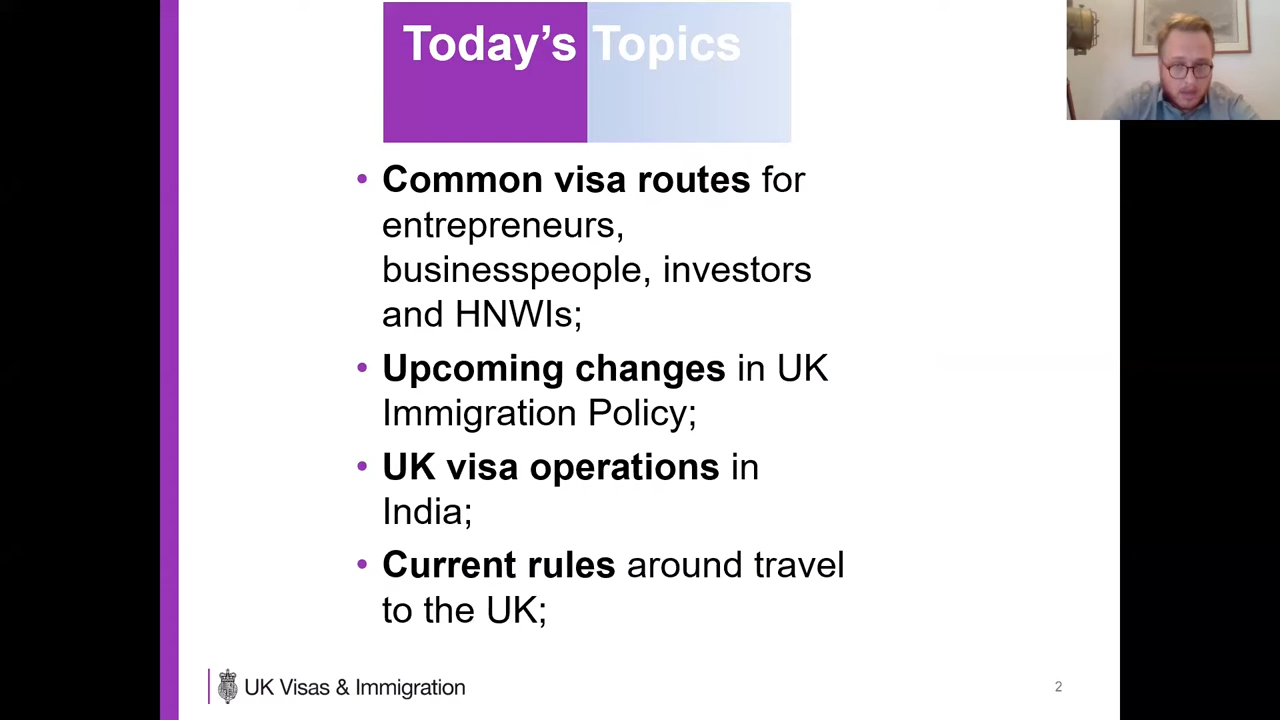 Today's Topics
• Common visa routes for
entrepreneurs,
businesspeople, investors
and HNWIs;
• Upcoming changes in UK
Immigration Policy;
• UK visa operations in
India;
• Current rules around travel
to the UK;
UK Visas & Immigration
2